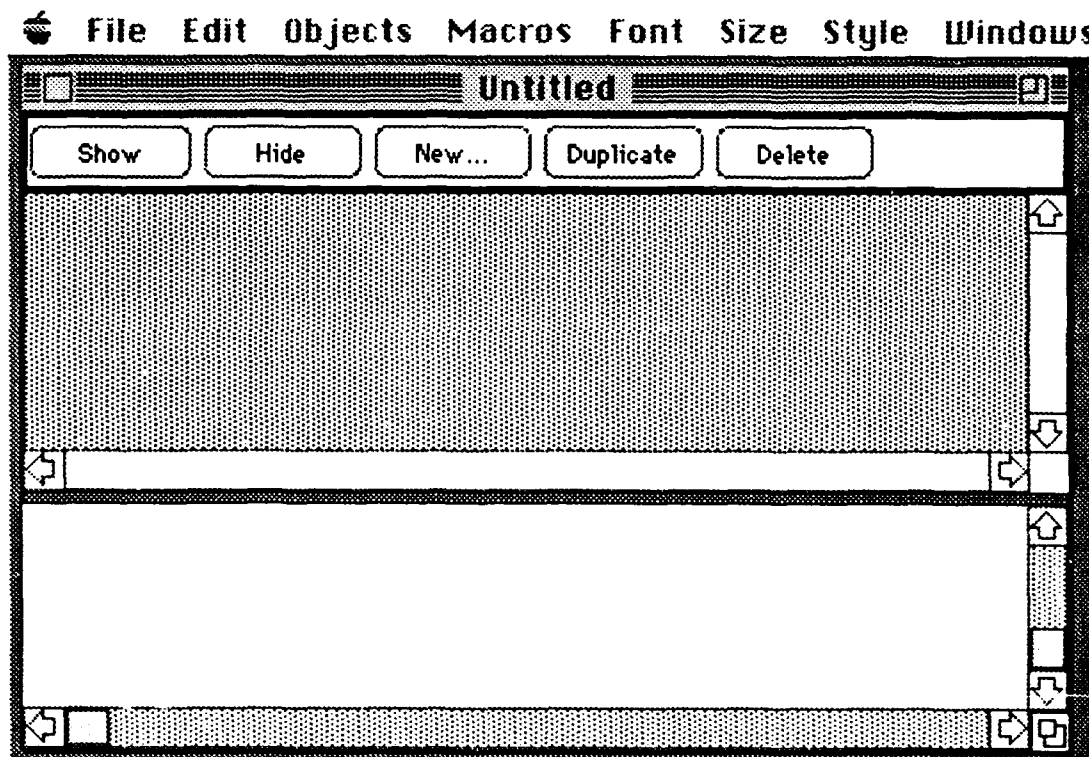 File Edit Objects Macros Font Size Style Windows
Untitled
Show Hide New... Duplicate Delete